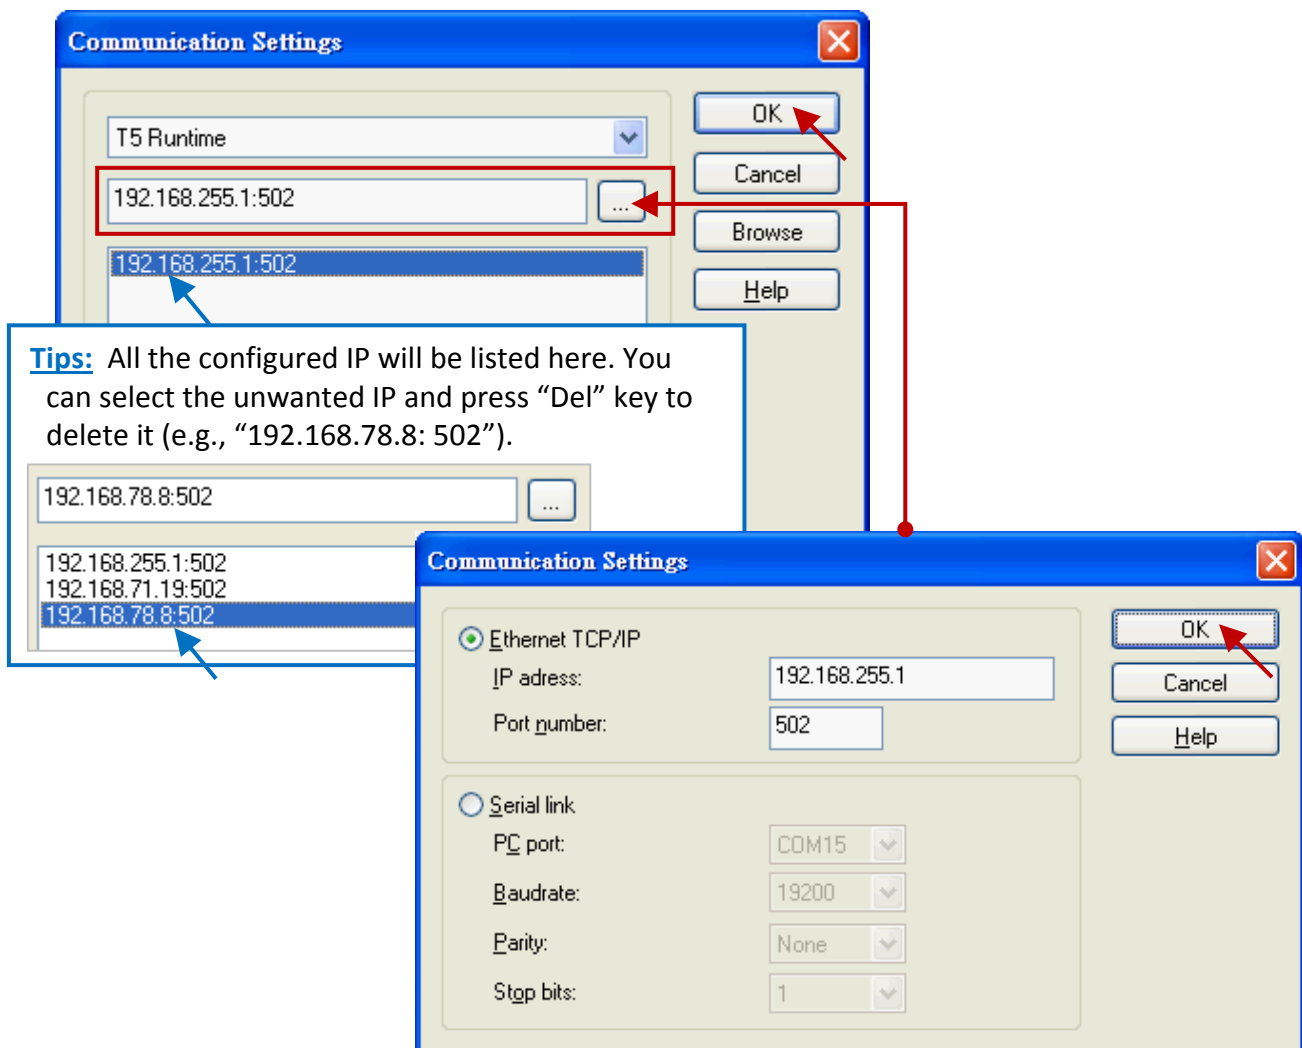 Communication Settings
T5 Runtime
192.168.255.1:502
...
192.168.255.1:502
OK
Cancel
Browse
Help
Tips: All the configured IP will be listed here. You
can select the unwanted IP and press “Del” key to
delete it (e.g., “192.168.78.8: 502”).
192.168.78.8:502
...
192.168.255.1:502
192.168.71.19:502
192.168.78.8:502
Communication Settings
Ethernet TCP/IP
IP adress: 192.168.255.1
Port number: 502
Serial link
PC port: COM15
Baudrate: 19200
Parity: None
Stop bits: 1
OK
Cancel
Help